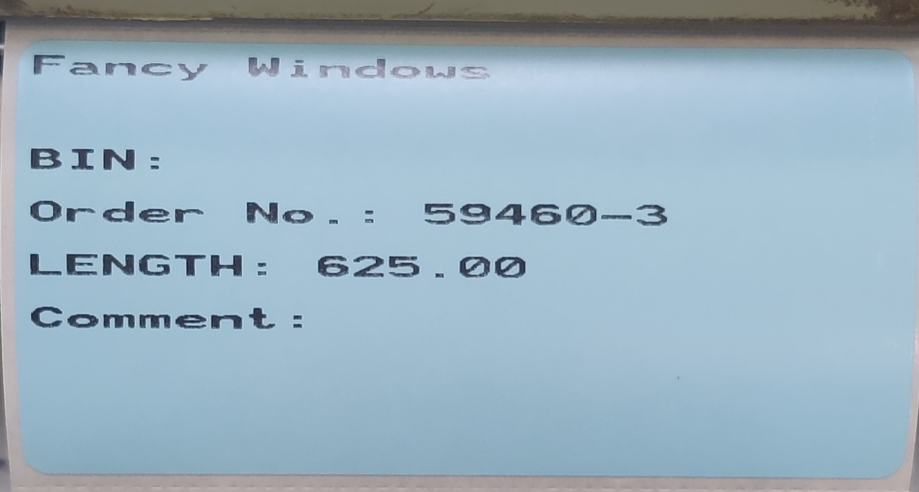 Fancy Windows
BIN:
Order No.: 59460-3
LENGTH: 625.00
Comment: